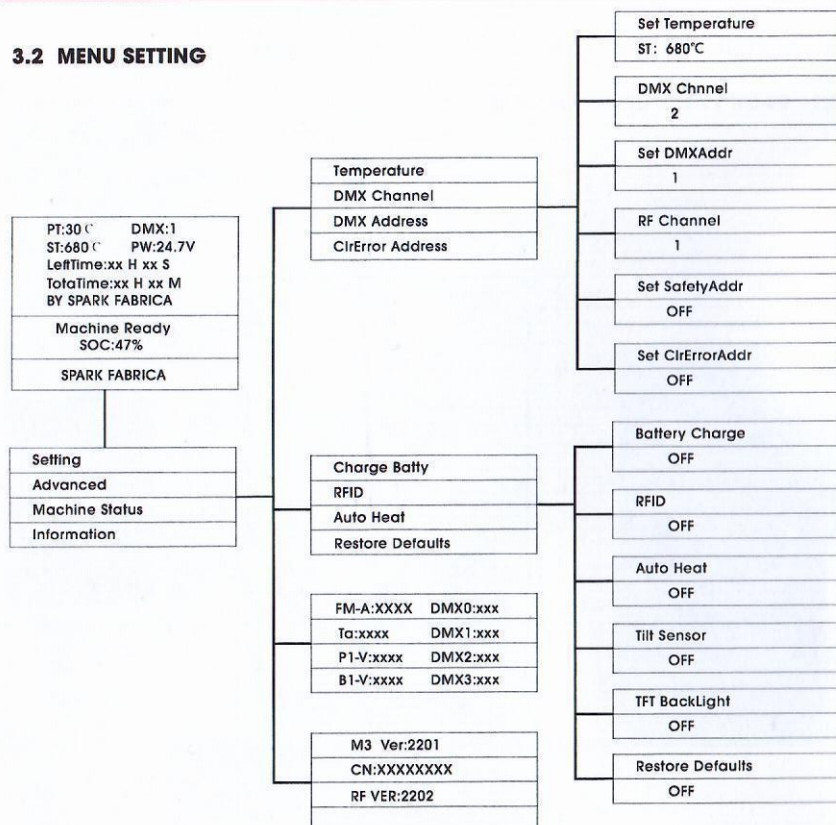 3.2 MENU SETTING
PT:30℃ DMX:1
ST:680℃ PW:24.7V
LeftTime:xx H xx S
TotaTime:xx H xx M
BY SPARK FABRICA
Machine Ready
SOC:47%
SPARK FABRICA
Setting
Advanced
Machine Status
Information
Temperature
DMX Channel
DMX Address
ClrError Address
Charge Batty
RFID
Auto Heat
Restore Defaults
FM-A:XXXX DMX0:xxx
Ta:xxxx DMX1:xxx
P1-V:xxxx DMX2:xxx
B1-V:xxxx DMX3:xxx
M3 Ver:2201
CN:XXXXXXXX
RF VER:2202
Set Temperature
ST: 680℃
DMX Chnnel
2
Set DMXAddr
1
RF Channel
1
Set SafetyAddr
OFF
Set ClrErrorAddr
OFF
Battery Charge
OFF
RFID
OFF
Auto Heat
OFF
Tilt Sensor
OFF
TFT BackLight
OFF
Restore Defaults
OFF